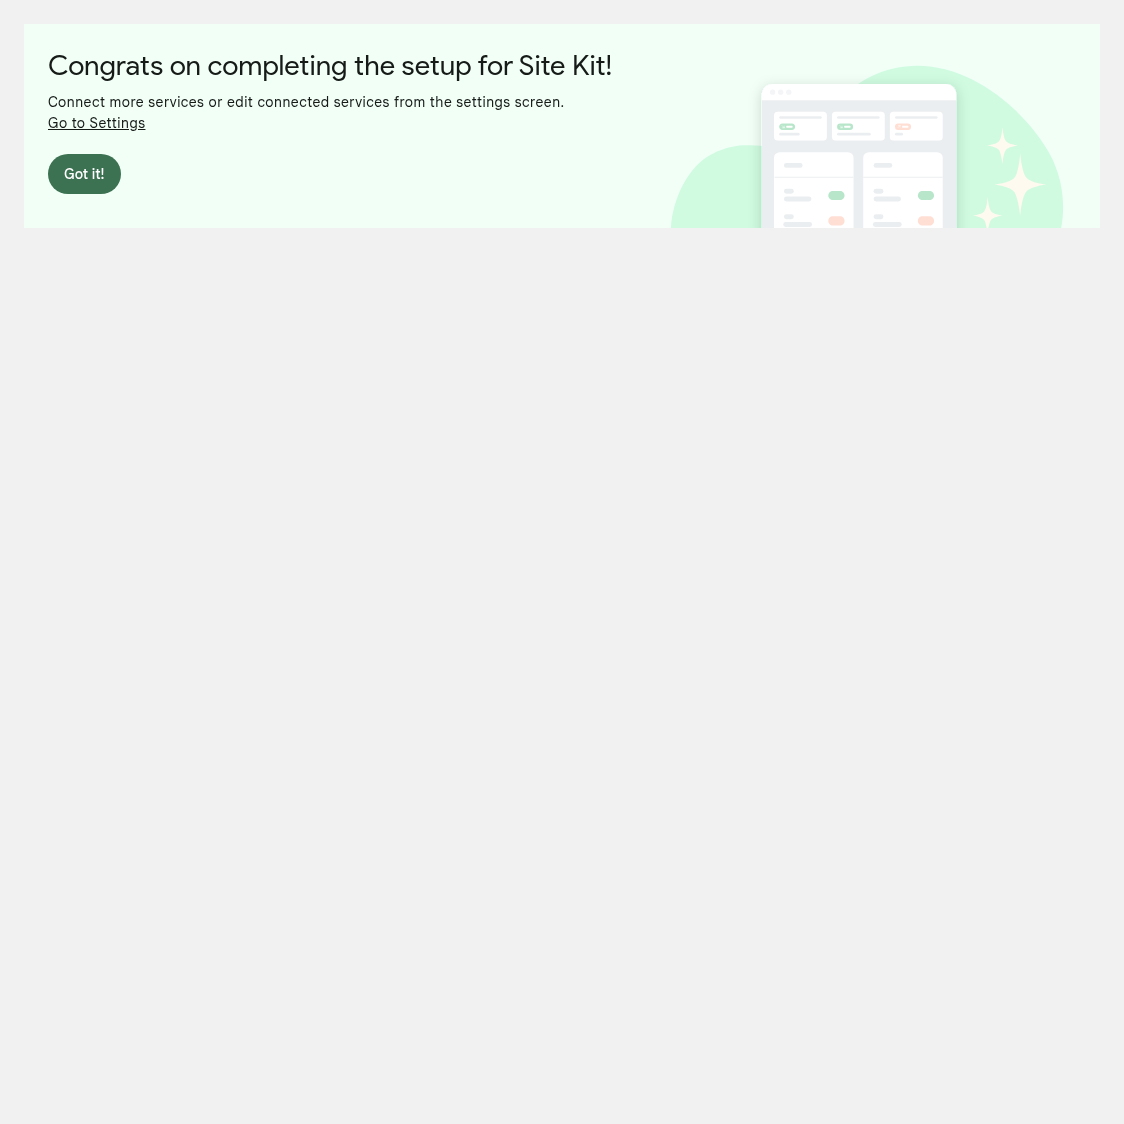 Congrats on completing the setup for Site Kit!
Connect more services or edit connected services from the settings screen.
Go to Settings
Got it!